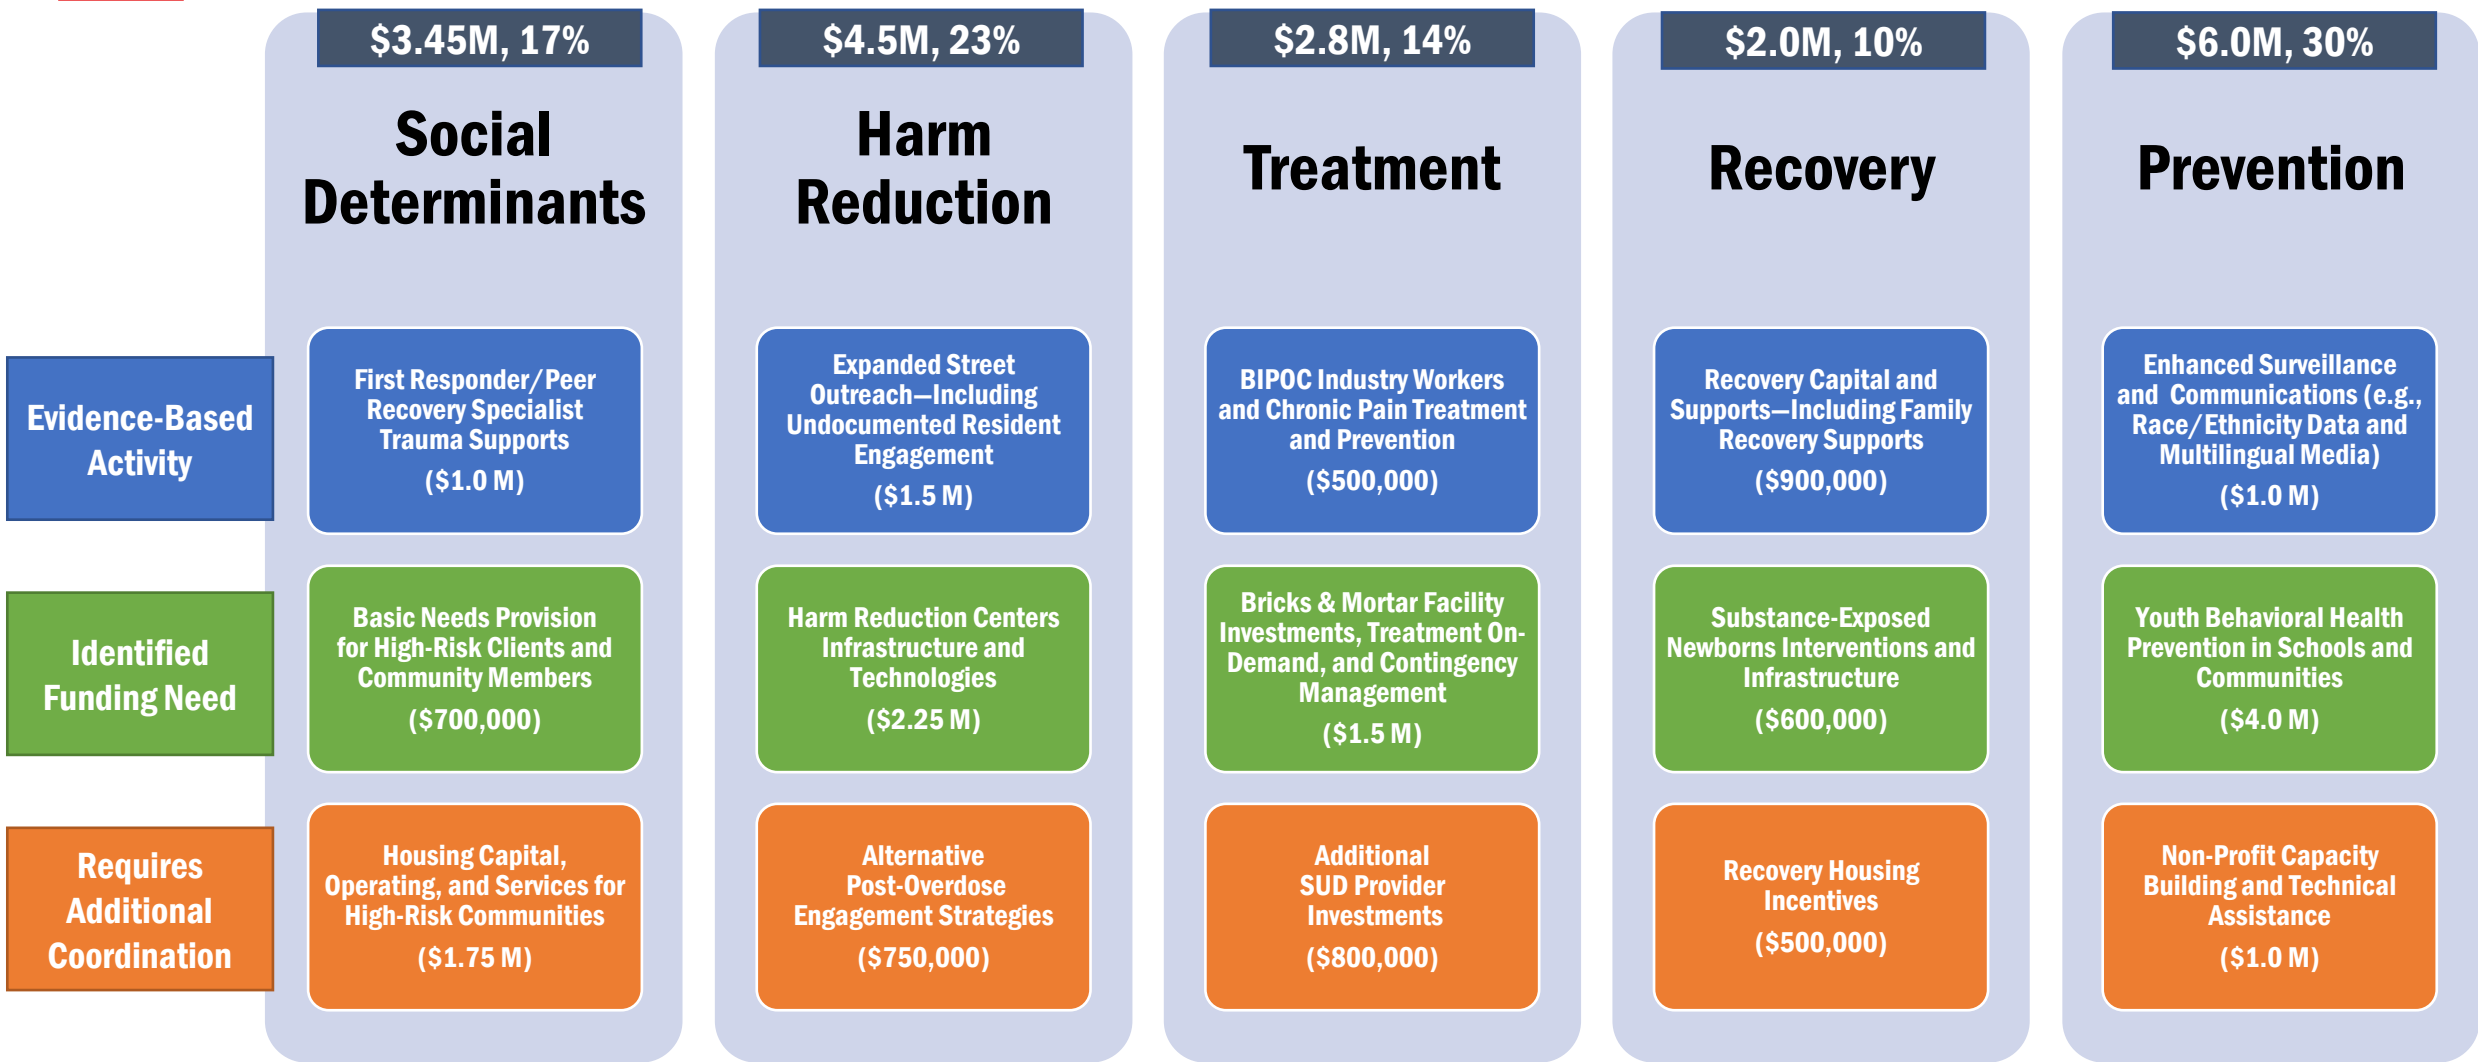 $3.45M, 17%
$4.5M, 23%
$2.8M, 14%
$2.0M, 10%
$6.0M, 30%
Social
Determinants
Harm
Reduction
Treatment
Recovery
Prevention
Evidence-Based
Activity
First Responder/Peer
Recovery Specialist
Trauma Supports
($1.0 M)
Expanded Street
Outreach—Including
Undocumented Resident
Engagement
($1.5 M)
BIPOC Industry Workers
and Chronic Pain Treatment
and Prevention
($500,000)
Recovery Capital and
Supports—Including Family
Recovery Supports
($900,000)
Enhanced Surveillance
and Communications (e.g.,
Race/Ethnicity Data and
Multilingual Media)
($1.0 M)
Identified
Funding Need
Basic Needs Provision
for High-Risk Clients and
Community Members
($700,000)
Harm Reduction Centers
Infrastructure and
Technologies
($2.25 M)
Bricks & Mortar Facility
Investments, Treatment On-
Demand, and Contingency
Management
($1.5 M)
Substance-Exposed
Newborns Interventions and
Infrastructure
($600,000)
Youth Behavioral Health
Prevention in Schools and
Communities
($4.0 M)
Requires
Additional
Coordination
Housing Capital,
Operating, and Services for
High-Risk Communities
($1.75 M)
Alternative
Post-Overdose
Engagement Strategies
($750,000)
Additional
SUD Provider
Investments
($800,000)
Recovery Housing
Incentives
($500,000)
Non-Profit Capacity
Building and Technical
Assistance
($1.0 M)